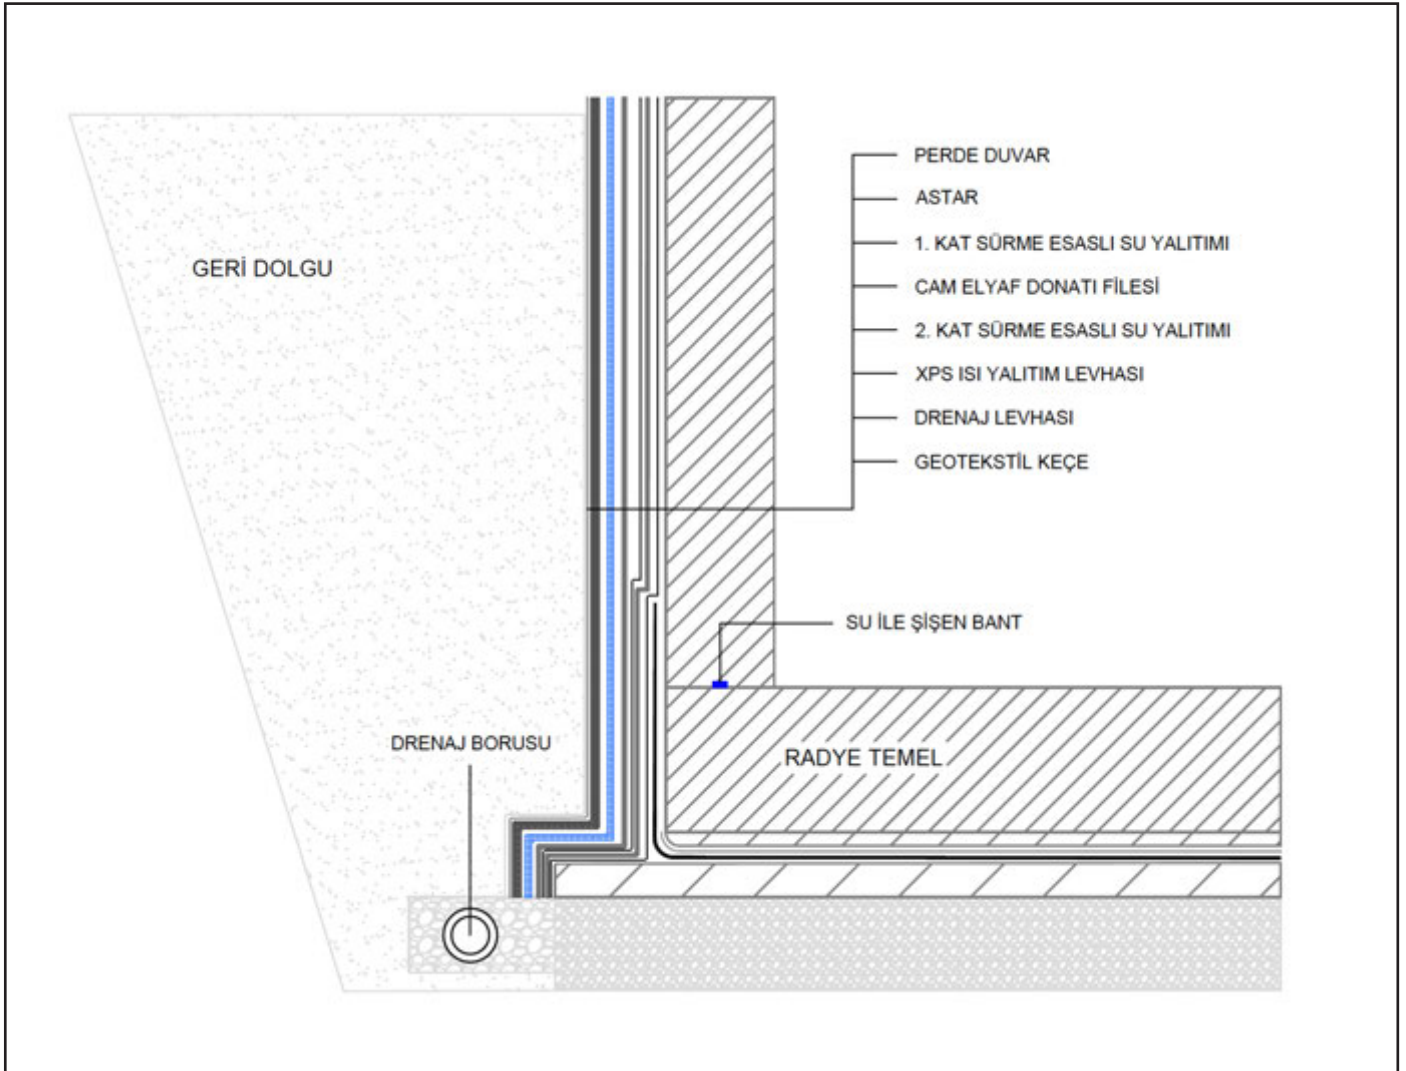 PERDE DUVAR
ASTAR
1. KAT SÜRME ESASLI SU YALITIMI
GERİ DOLGU
CAM ELYAF DONATI FİLESİ
2. KAT SÜRME ESASLI SU YALITIMI
XPS ISI YALITIM LEVHASI
DRENAJ LEVHASI
GEOTEKSTİL KEÇE
SU İLE ŞİŞEN BANT
DRENAJ BORUSU
RADYE TEMEL